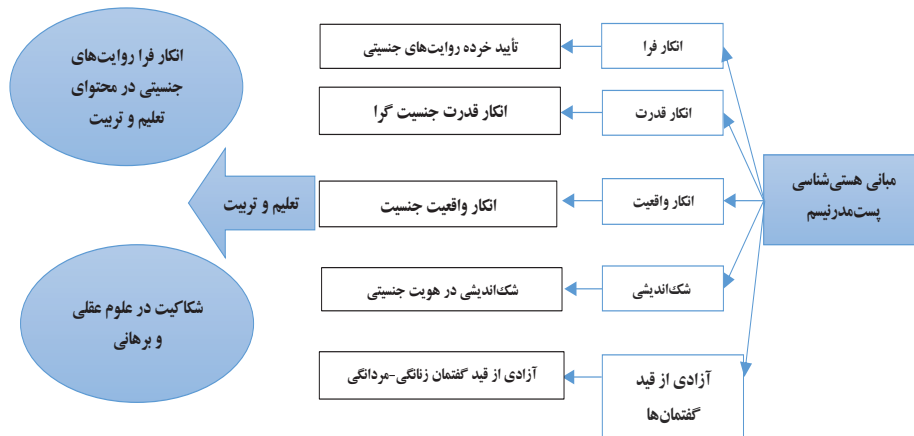 مبانی هستی‌شناسی
پست‌مدرنیسم
انکار فرا
تأیید خرده روایت‌های جنسیتی
انکار قدرت
انکار قدرت جنسیت گرا
انکار واقعیت
انکار واقعیت جنسیت
شک‌اندیشی
شک‌اندیشی در هویت جنسیتی
آزادی از قید
گفتمان‌ها
آزادی از قید گفتمان زنانگی-مردانگی
تعلیم و تربیت
انکار فرا روایت‌های
جنسیتی در محتوای
تعلیم و تربیت
شکاکیت در علوم عقلی
و برهانی